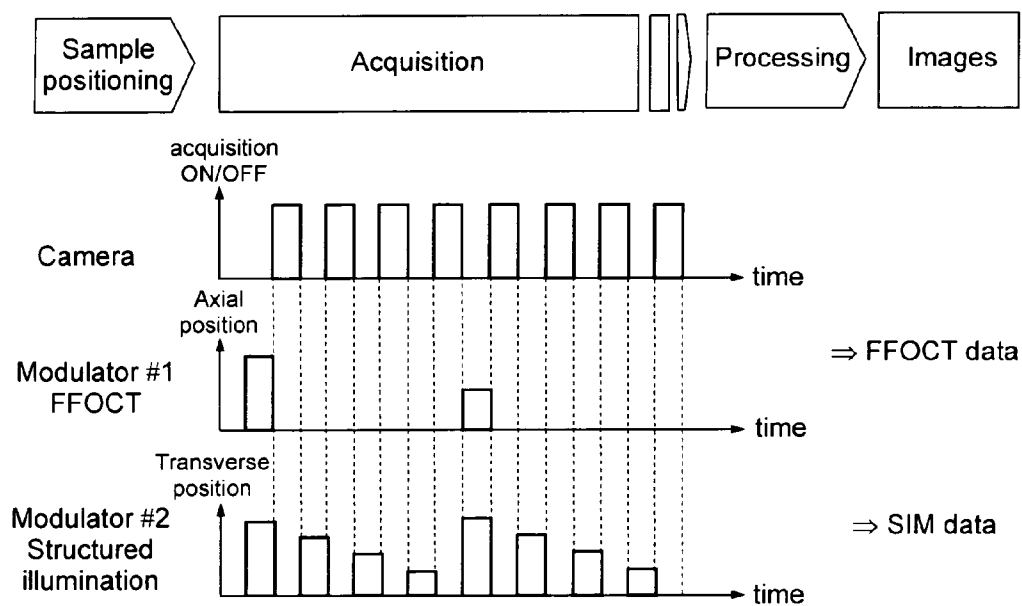 Sample
positioning
Acquisition
Processing
Images
acquisition
ON/OFF
Camera
time
Axial
position
Modulator #1
FFOCT
time
⇒ FFOCT data
Transverse
position
Modulator #2
Structured
illumination
time
⇒ SIM data